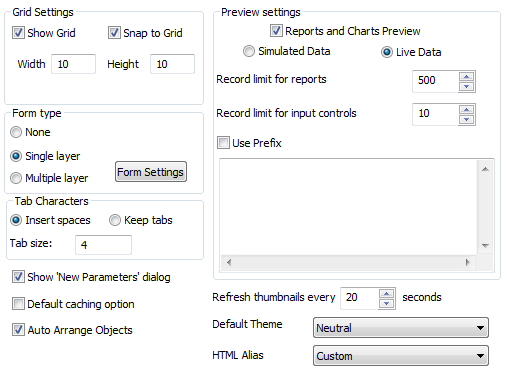 Grid Settings
Show Grid Snap to Grid
Width 10 Height 10
Form type
None
Single layer
Multiple layer Form Settings
Tab Characters
Insert spaces Keep tabs
Tab size: 4
Show 'New Parameters' dialog
Default caching option
Auto Arrange Objects
Preview settings
Reports and Charts Preview
Simulated Data Live Data
Record limit for reports 500
Record limit for input controls 10
Use Prefix
Refresh thumbnails every 20 seconds
Default Theme Neutral
HTML Alias Custom